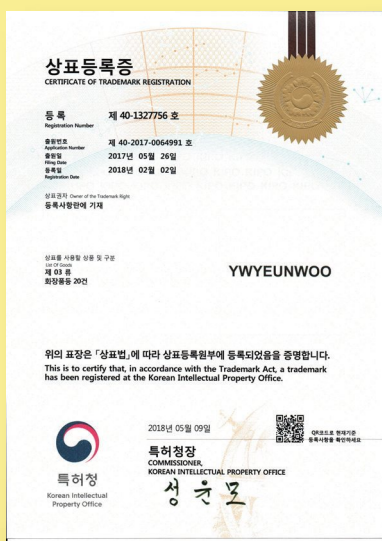 상표등록증
CERTIFICATE OF TRADEMARK REGISTRATION
등록 제 40-1327756 호
Registration Number
출원번호 제 40-2017-0064991 호
Application Number
출원일 2017년 05월 26일
Filing Date
등록일 2018년 02월 02일
Registration Date
상표권자 Owner of the Trademark Right
등록사항란에 기재
상표를 사용할 상품 및 구분
List Of Goods
제 03 류
화장품등 20건
YWYEUNWOO
위의 표장은 「상표법」에 따라 상표등록원부에 등록되었음을 증명합니다.
This is to certify that, in accordance with the Trademark Act, a trademark
has been registered at the Korean Intellectual Property Office.
2018년 05월 09일
QR코드로 현재기준
등록사항을 확인하세요
특허청장
COMMISSIONER,
KOREAN INTELLECTUAL PROPERTY OFFICE
성윤모
특허청
Korean Intellectual
Property Office